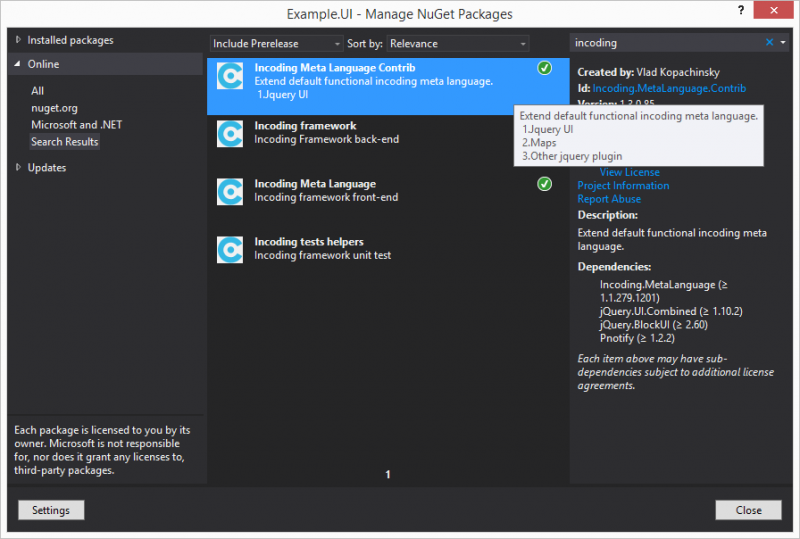 Example.UI - Manage NuGet Packages
?
Installed packages
Online
All
nuget.org
Microsoft and .NET
Search Results
Updates
Each package is licensed to you by its
owner. Microsoft is not responsible
for, nor does it grant any licenses to,
third-party packages.
Include Prerelease
Sort by: Relevance
Incoding Meta Language Contrib
Extend default functional incoding meta language.
1.Jquery UI
Incoding framework
Incoding Framework back-end
Incoding Meta Language
Incoding framework front-end
Incoding tests helpers
Incoding framework unit test
1
incoding
Created by: Vlad Kopachinsky
Id: Incoding.MetaLanguage.Contrib
Version: 1.2.0.85
Extend default functional incoding meta language.
1.Jquery UI
2.Maps
3.Other jquery plugin
View License
Project Information
Report Abuse
Description:
Extend default functional incoding meta
language.
Dependencies:
Incoding.MetaLanguage (≥
1.1.279.1201)
jQuery.UI.Combined (≥ 1.10.2)
jQuery.BlockUI (≥ 2.60)
Pnotify (≥ 1.2.2)
Each item above may have sub-
dependencies subject to additional license
agreements.
Settings
Close